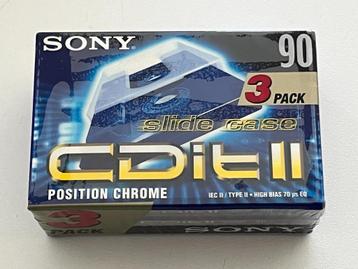 SONY
90
3 PACK
slide case
CDit II
POSITION CHROME
IEC II / TYPE II • HIGH BIAS 70 µs EQ
3 PACK